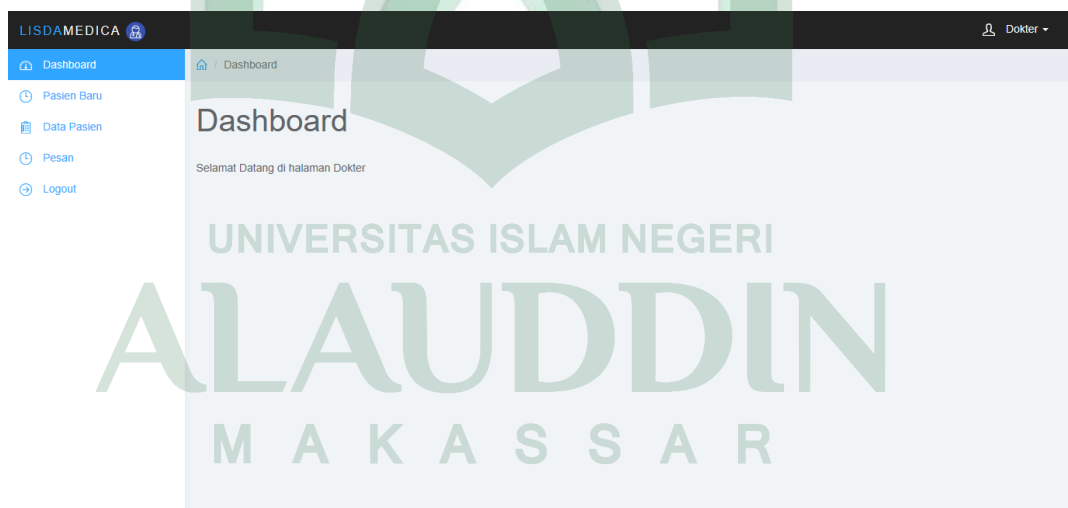 LISDAMEDICA
Dokter
Dashboard
Pasien Baru
Data Pasien
Pesan
Logout
/ Dashboard
Dashboard
Selamat Datang di halaman Dokter
UNIVERSITAS ISLAM NEGERI
ALAUDDIN
MAKASSAR